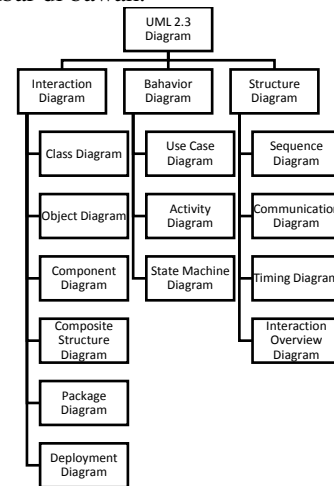 UML 2.3
Diagram
Interaction
Diagram
Bahavior
Diagram
Structure
Diagram
Class Diagram
Object Diagram
Component
Diagram
Composite
Structure
Diagram
Package
Diagram
Deployment
Diagram
Use Case
Diagram
Activity
Diagram
State Machine
Diagram
Sequence
Diagram
Communication
Diagram
Timing Diagram
Interaction
Overview
Diagram